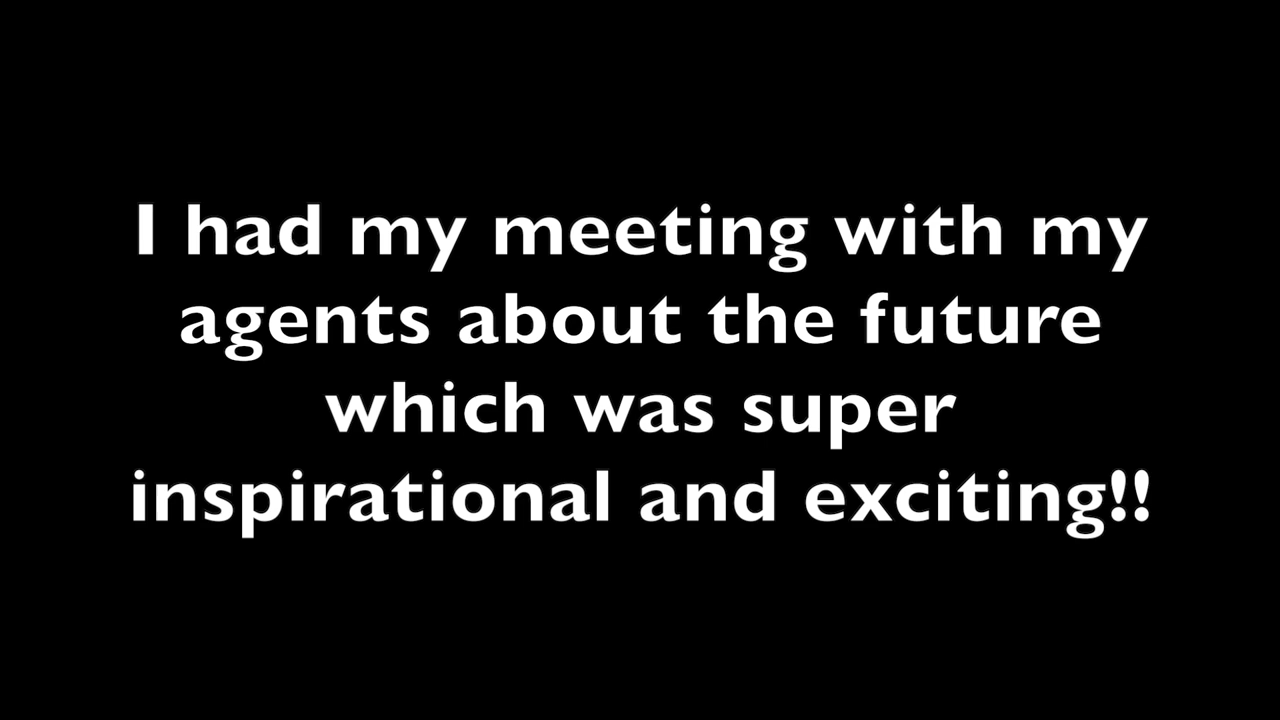 I had my meeting with my
agents about the future
which was super
inspirational and exciting!!